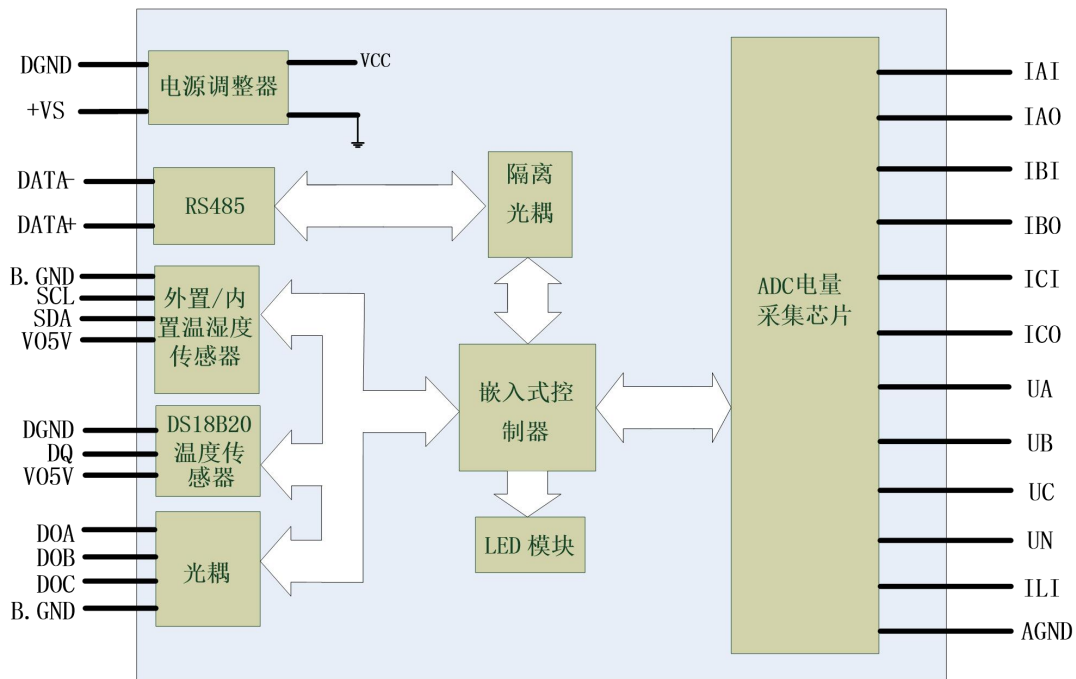 DGND
+VS
电源调整器
VCC
DATA-
DATA+
RS485
隔离
光耦
B.GND
SCL
SDA
VO5V
外置/内
置温湿度
传感器
DGND
DQ
VO5V
DS18B20
温度传
感器
DOA
DOB
DOC
B.GND
光耦
嵌入式控
制器
LED 模块
ADC电量
采集芯片
IAI
IAO
IBI
IBO
ICI
ICO
UA
UB
UC
UN
ILI
AGND